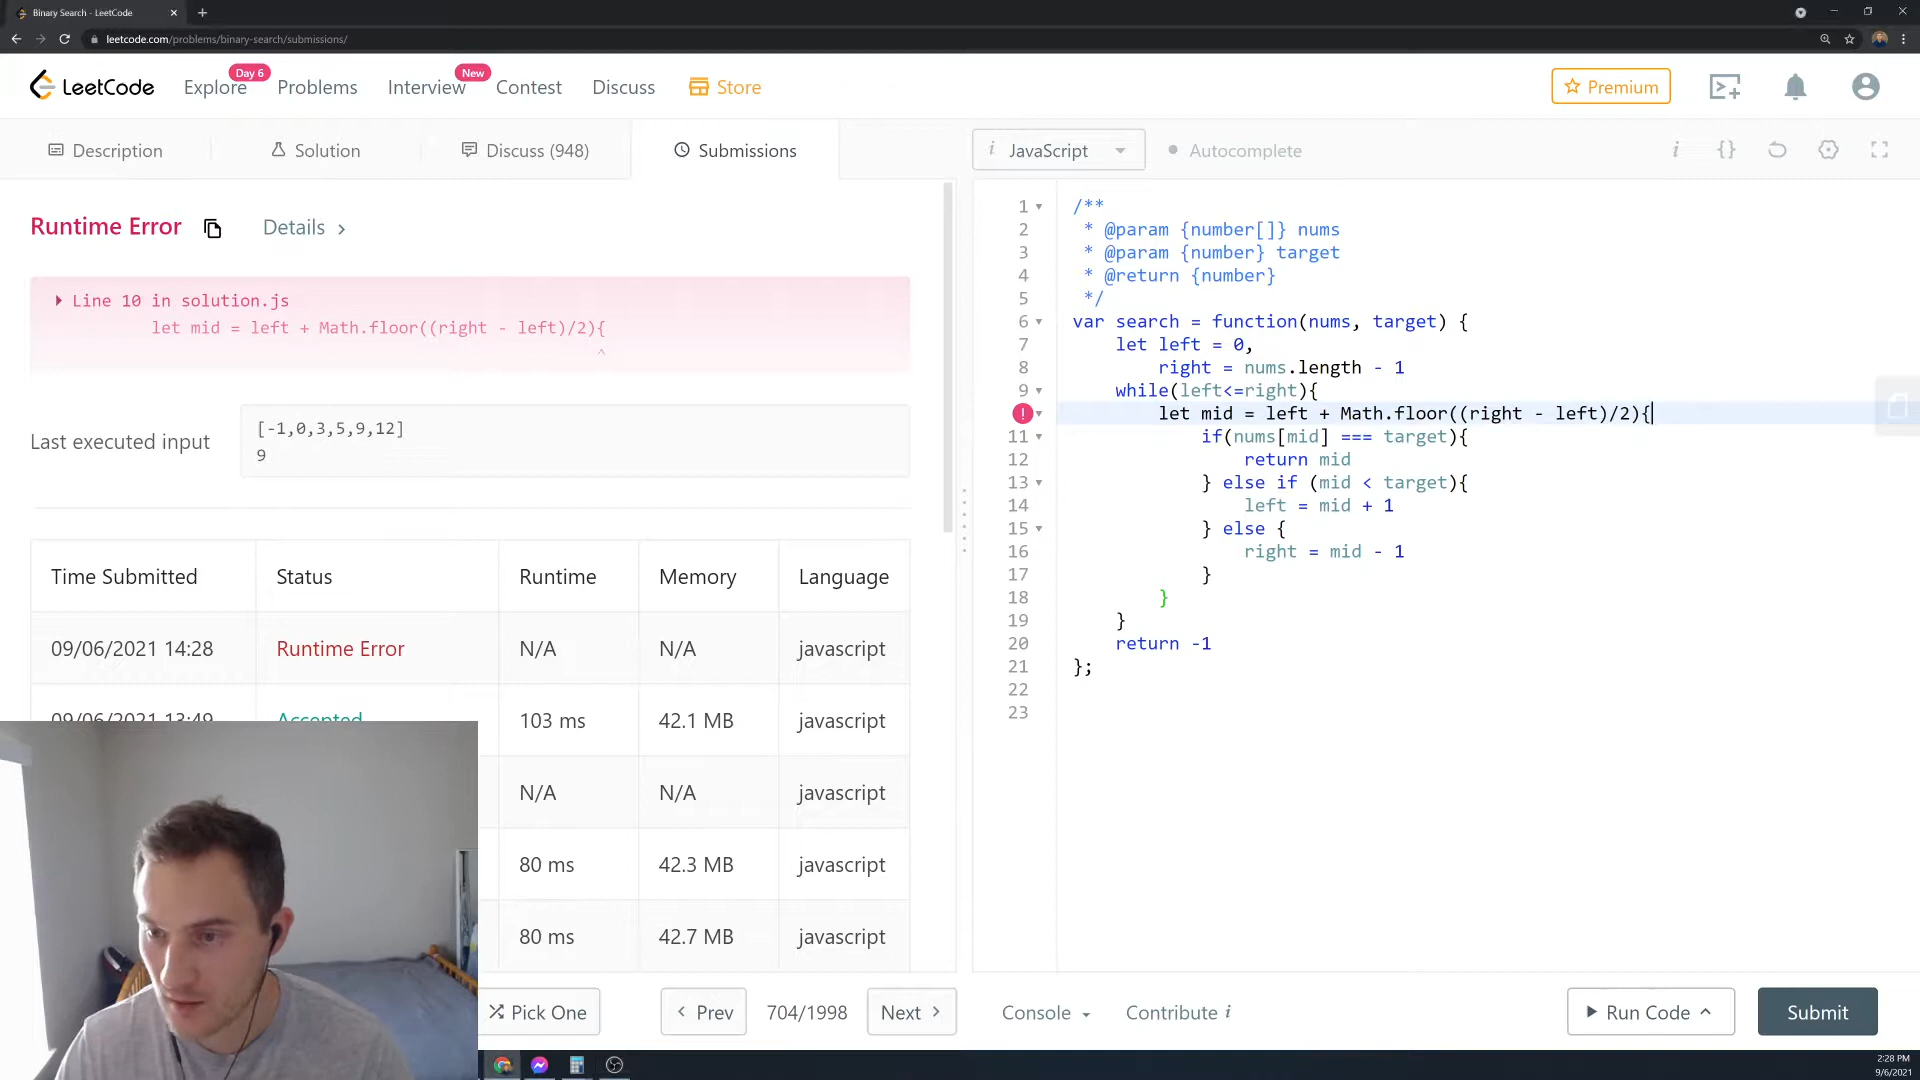 Binary Search - LeetCode
leetcode.com/problems/binary-search/submissions/
LeetCode
Explore
Day 6
Problems
Interview
New
Contest
Discuss
Store
Premium
Description
Solution
Discuss (948)
Submissions
i JavaScript
Autocomplete
i {}
Runtime Error
Details
Line 10 in solution.js
let mid = left + Math.floor((right - left)/2){
^
Last executed input
[-1,0,3,5,9,12]
9
Time Submitted Status Runtime Memory Language
09/06/2021 14:28 Runtime Error N/A N/A javascript
09/06/2021 13:49 Accepted 103 ms 42.1 MB javascript
N/A N/A javascript
80 ms 42.3 MB javascript
80 ms 42.7 MB javascript
1 /**
2 * @param {number[]} nums
3 * @param {number} target
4 * @return {number}
5 */
6 var search = function(nums, target) {
7 let left = 0,
8 right = nums.length - 1
9 while(left<=right){
! let mid = left + Math.floor((right - left)/2){
11 if(nums[mid] === target){
12 return mid
13 } else if (mid < target){
14 left = mid + 1
15 } else {
16 right = mid - 1
17 }
18 }
19 }
20 return -1
21 };
22
23
Pick One
Prev
704/1998
Next
Console
Contribute i
Run Code
Submit
2:28 PM
9/6/2021